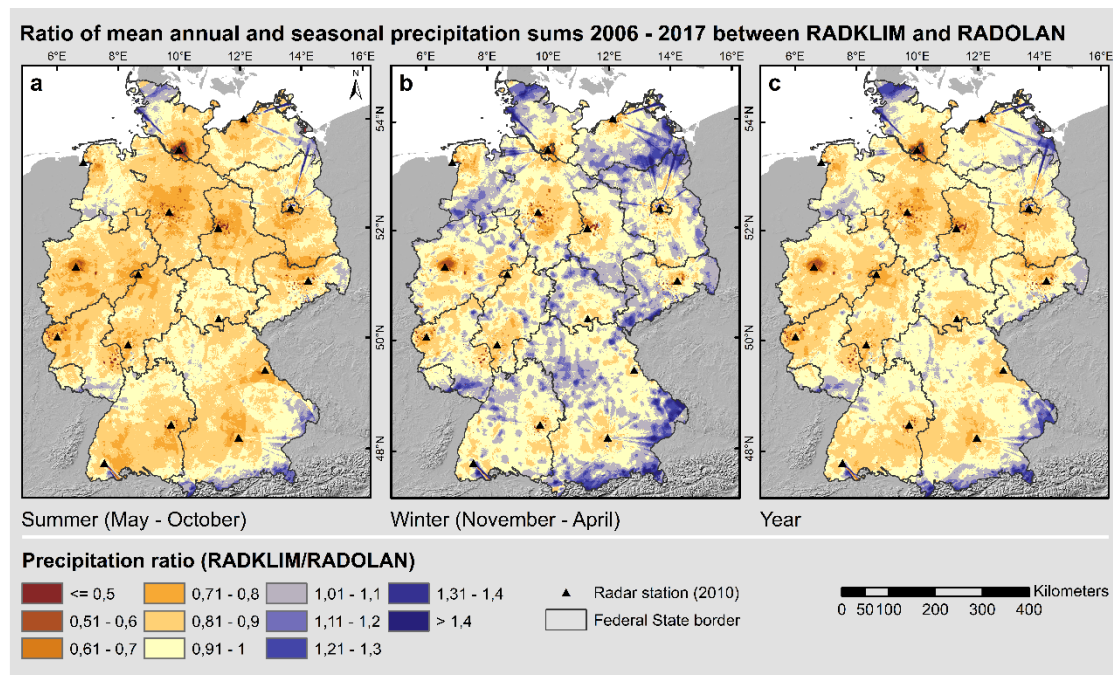 Ratio of mean annual and seasonal precipitation sums 2006 - 2017 between RADKLIM and RADOLAN
6°E 8°E 10°E 12°E 14°E 16°E
6°E 8°E 10°E 12°E 14°E 16°E
6°E 8°E 10°E 12°E 14°E 16°E
a
N
b
c
54°N
52°N
50°N
48°N
54°N
52°N
50°N
48°N
54°N
52°N
50°N
48°N
Summer (May - October)
Winter (November - April)
Year
Precipitation ratio (RADKLIM/RADOLAN)
<= 0,5
0,51 - 0,6
0,61 - 0,7
0,71 - 0,8
0,81 - 0,9
0,91 - 1
1,01 - 1,1
1,11 - 1,2
1,21 - 1,3
1,31 - 1,4
> 1,4
Radar station (2010)
Federal State border
Kilometers
0 50 100 200 300 400